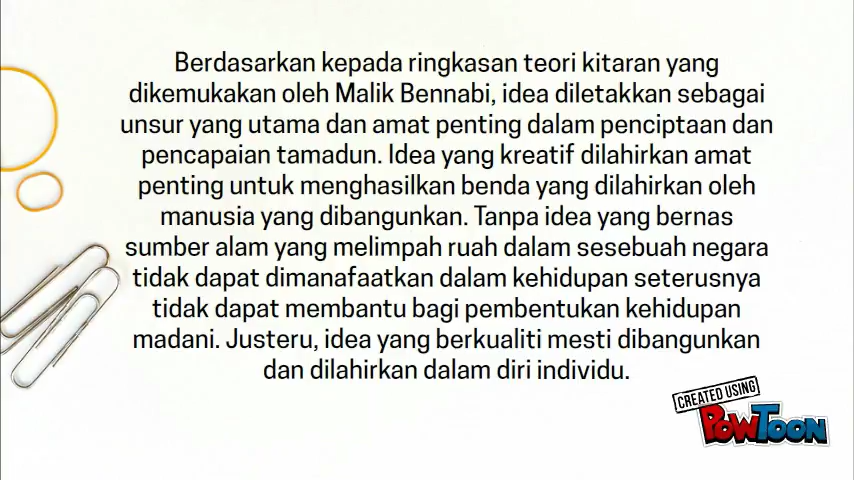 Berdasarkan kepada ringkasan teori kitaran yang
dikemukakan oleh Malik Bennabi, idea diletakkan sebagai
unsur yang utama dan amat penting dalam penciptaan dan
pencapaian tamadun. Idea yang kreatif dilahirkan amat
penting untuk menghasilkan benda yang dilahirkan oleh
manusia yang dibangunkan. Tanpa idea yang bernas
sumber alam yang melimpah ruah dalam sesebuah negara
tidak dapat dimanafaatkan dalam kehidupan seterusnya
tidak dapat membantu bagi pembentukan kehidupan
madani. Justeru, idea yang berkualiti mesti dibangunkan
dan dilahirkan dalam diri individu.
CREATED USING
POWTOON